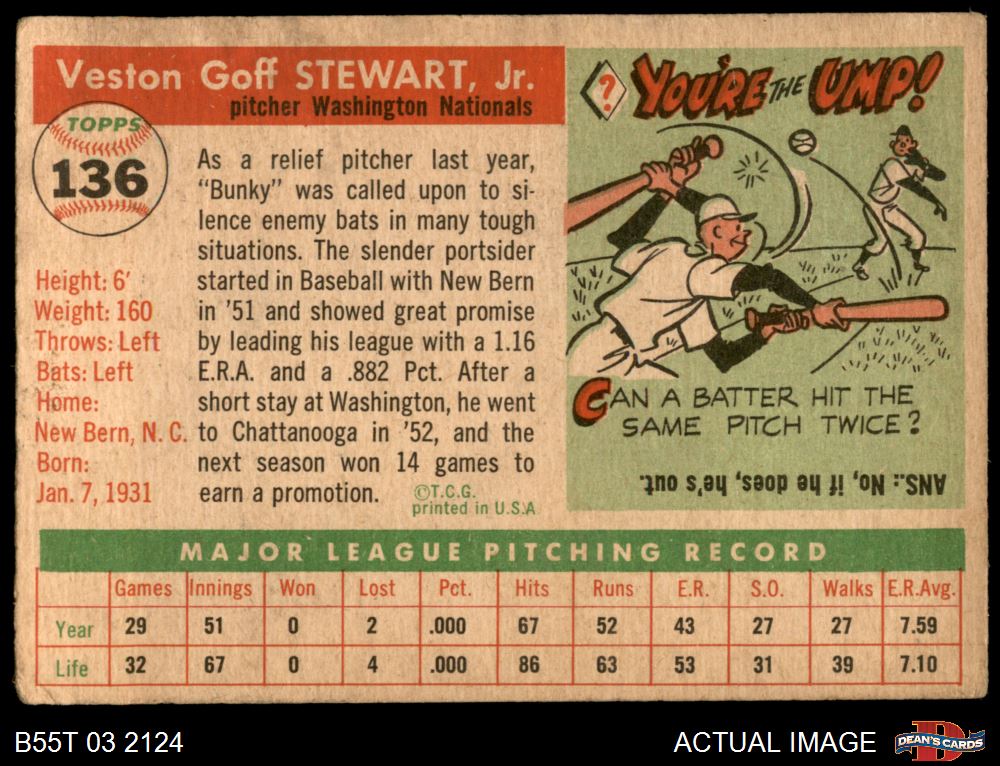 Veston Goff STEWART, Jr.
pitcher Washington Nationals
TOPPS
136
Height: 6'
Weight: 160
Throws: Left
Bats: Left
Home:
New Bern, N. C.
Born:
Jan. 7, 1931
As a relief pitcher last year,
"Bunky" was called upon to si-
lence enemy bats in many tough
situations. The slender portsider
started in Baseball with New Bern
in '51 and showed great promise
by leading his league with a 1.16
E.R.A. and a .882 Pct. After a
short stay at Washington, he went
to Chattanooga in '52, and the
next season won 14 games to
earn a promotion.
©T.C.G.
printed in U.S.A
? YOU'RE THE UMP!
CAN A BATTER HIT THE
SAME PITCH TWICE?
ANS.: No, if he does, he's out.
MAJOR LEAGUE PITCHING RECORD
Games Innings Won Lost Pct. Hits Runs E.R. S.O. Walks E.R.Avg.
Year 29 51 0 2 .000 67 52 43 27 27 7.59
Life 32 67 0 4 .000 86 63 53 31 39 7.10
B55T 03 2124
ACTUAL IMAGE
DEAN'S CARDS